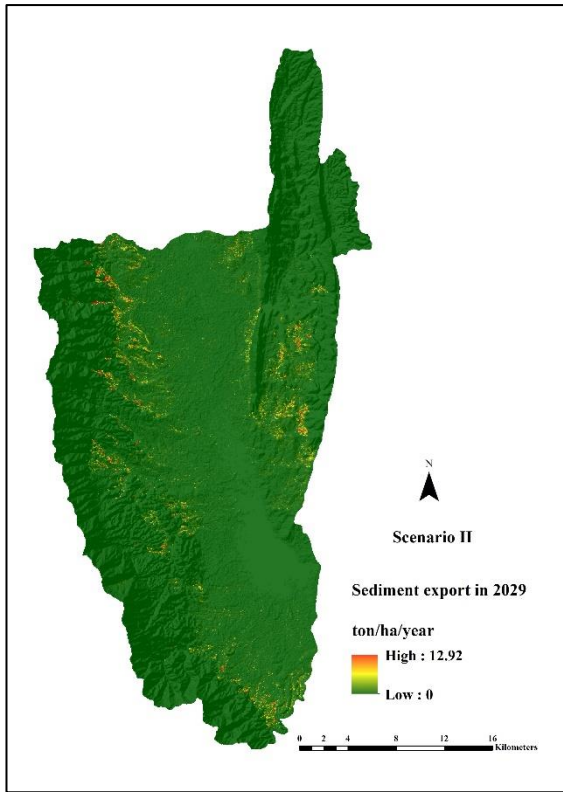 N
Scenario II
Sediment export in 2029
ton/ha/year
High : 12.92
Low : 0
0 2 4 8 12 16
Kilometers